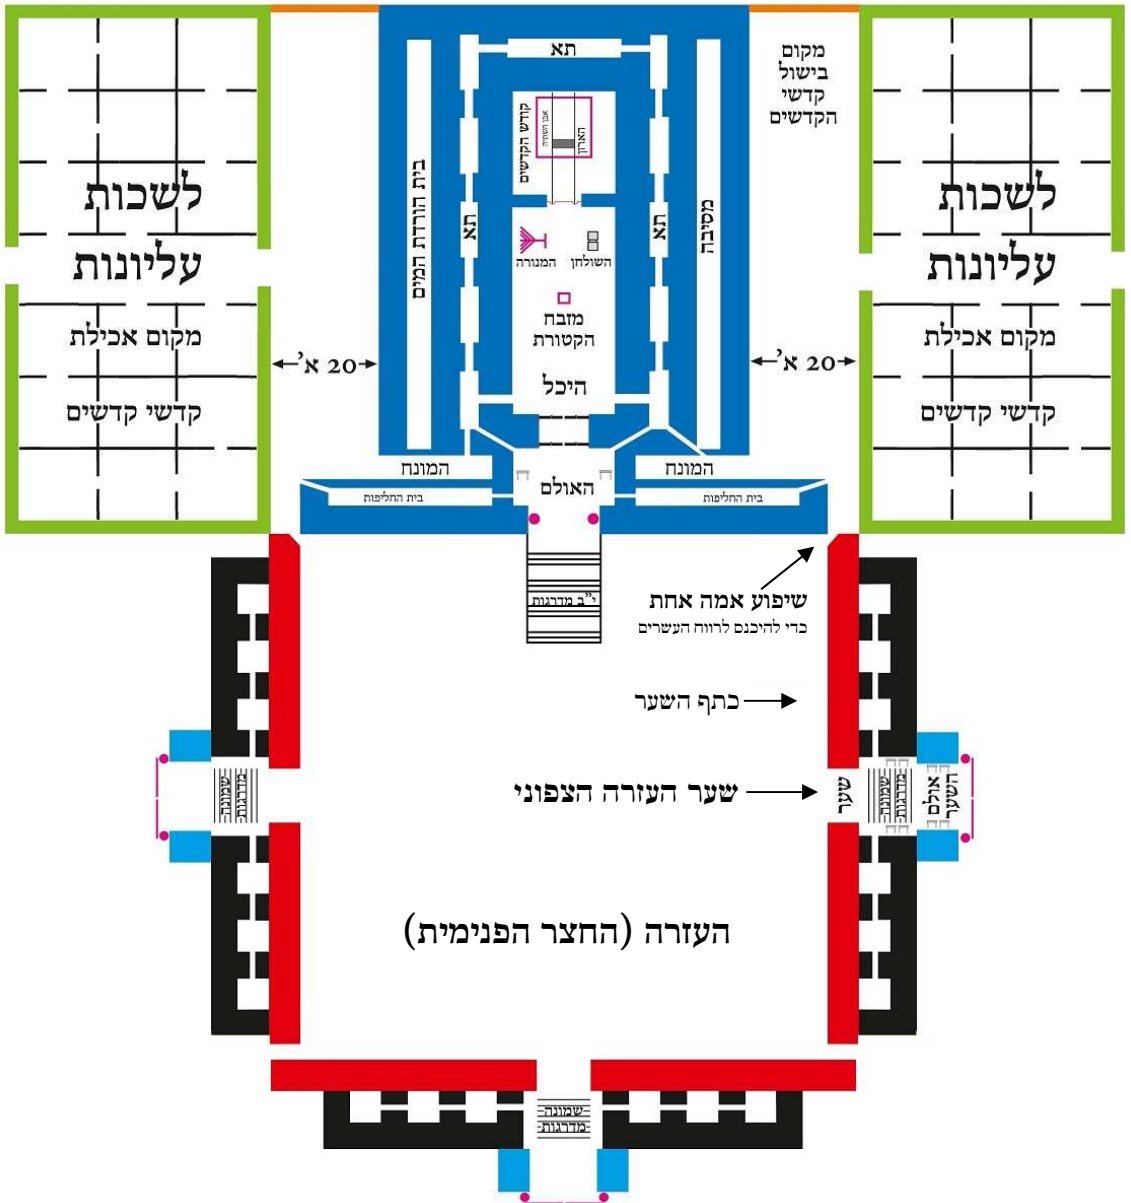 תא
מקום
בישול
קדשי
הקדשים
קודש הקדשים
אבן השתיה
הארון
לשכות
עליונות
מקום אכילת
קדשי קדשים
לשכות
עליונות
מקום אכילת
קדשי קדשים
בית הורדת המים
מסיבה
תא
תא
המנורה
השולחן
מזבח
הקטורת
היכל
20 א'
20 א'
המונח
המונח
האולם
בית החליפות
בית החליפות
י"ב מדרגות
שיפוע אמה אחת
כדי להיכנס לרווח העשרים
כתף השער
שער העזרה הצפוני
שער
שמונה
מדרגות
אולם
השער
שמונה
מדרגות
העזרה (החצר הפנימית)
שמונה
מדרגות